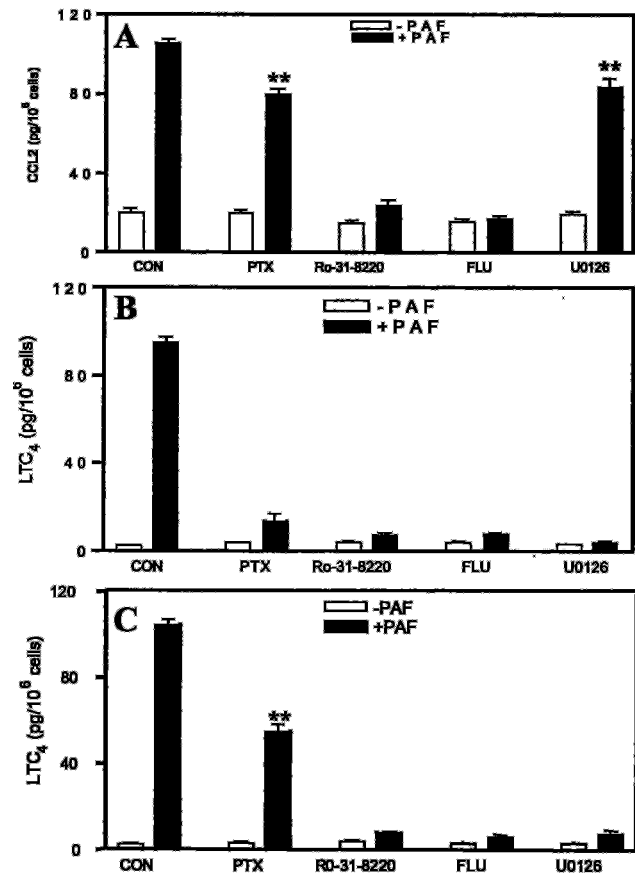 A
-PAF
+PAF
CCL2 (pg/10⁶ cells)
120
80
40
0
**
**
CON PTX Ro-31-8220 FLU U0126
B
-PAF
+PAF
LTC₄ (pg/10⁶ cells)
120
80
40
0
CON PTX Ro-31-8220 FLU U0126
C
-PAF
+PAF
LTC₄ (pg/10⁶ cells)
120
80
40
0
**
CON PTX R0-31-8220 FLU U0126